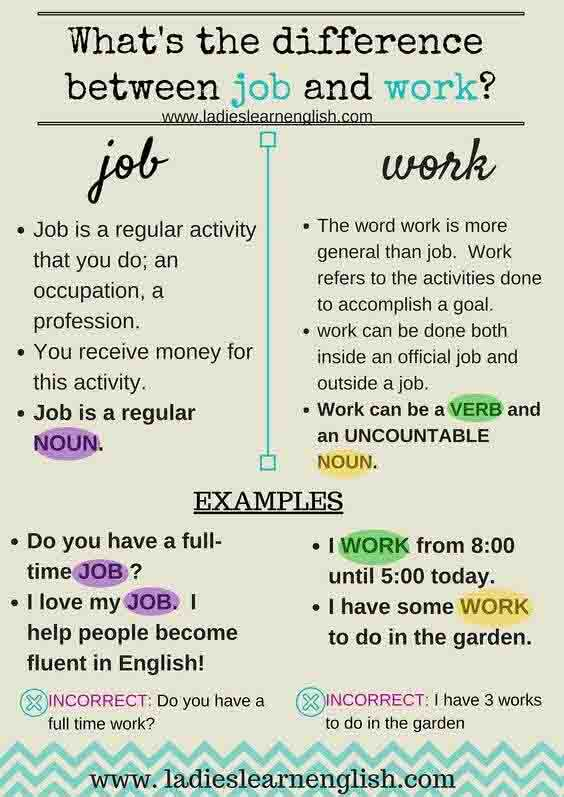 What's the difference
between job and work?
www.ladieslearnenglish.com
job
• Job is a regular activity
that you do; an
occupation, a
profession.
• You receive money for
this activity.
• Job is a regular
NOUN.
work
• The word work is more
general than job. Work
refers to the activities done
to accomplish a goal.
• work can be done both
inside an official job and
outside a job.
• Work can be a VERB and
an UNCOUNTABLE
NOUN.
EXAMPLES
• Do you have a full-
time JOB ?
• I love my JOB. I
help people become
fluent in English!
INCORRECT: Do you have a
full time work?
• I WORK from 8:00
until 5:00 today.
• I have some WORK
to do in the garden.
INCORRECT: I have 3 works
to do in the garden
www. ladieslearnenglish.com